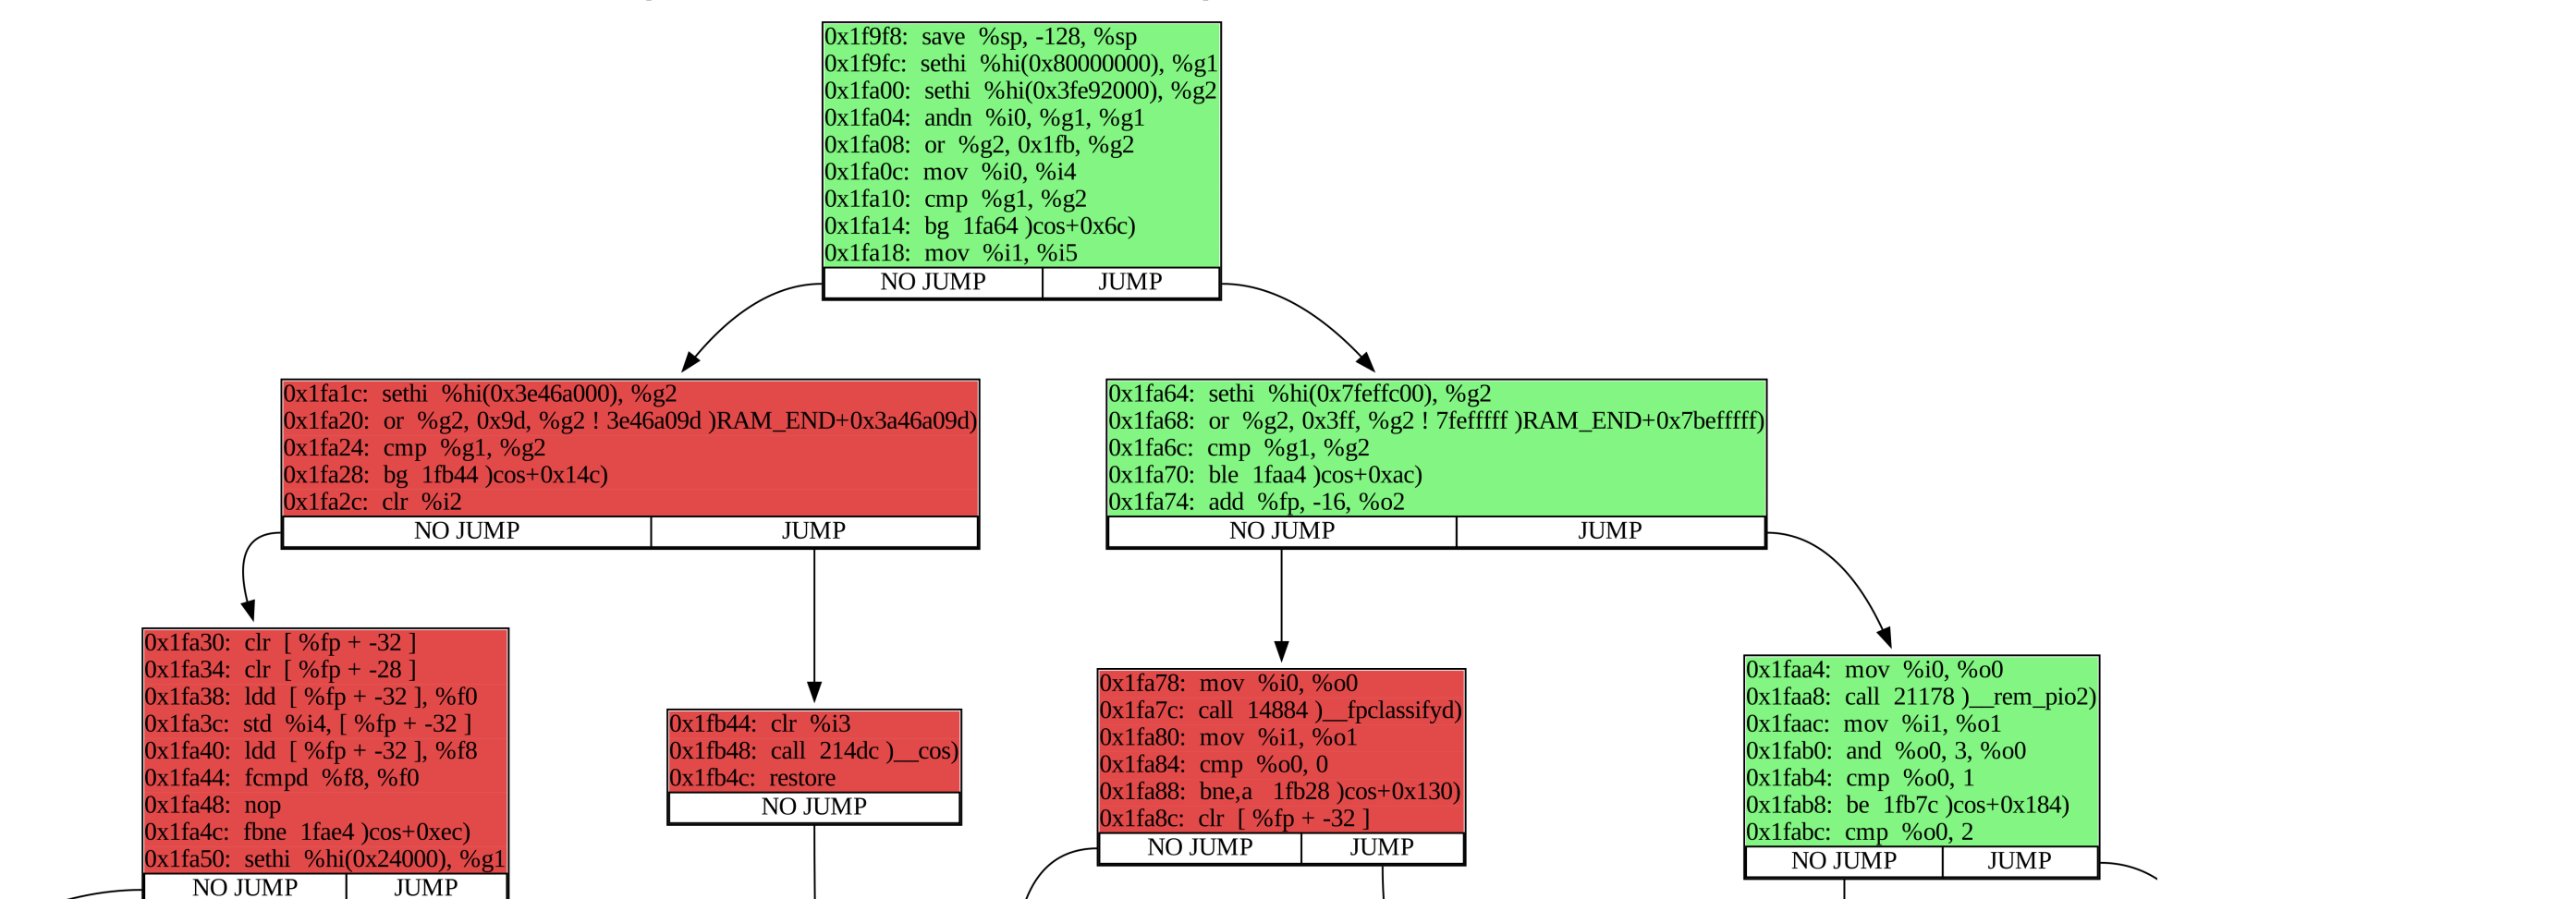 0x1f9f8:  save  %sp, -128, %sp
0x1f9fc:  sethi  %hi(0x80000000), %g1
0x1fa00:  sethi  %hi(0x3fe92000), %g2
0x1fa04:  andn  %i0, %g1, %g1
0x1fa08:  or  %g2, 0x1fb, %g2
0x1fa0c:  mov  %i0, %i4
0x1fa10:  cmp  %g1, %g2
0x1fa14:  bg  1fa64 )cos+0x6c)
0x1fa18:  mov  %i1, %i5
NO JUMP
JUMP
0x1fa1c:  sethi  %hi(0x3e46a000), %g2
0x1fa20:  or  %g2, 0x9d, %g2 ! 3e46a09d )RAM_END+0x3a46a09d)
0x1fa24:  cmp  %g1, %g2
0x1fa28:  bg  1fb44 )cos+0x14c)
0x1fa2c:  clr  %i2
NO JUMP
JUMP
0x1fa64:  sethi  %hi(0x7feffc00), %g2
0x1fa68:  or  %g2, 0x3ff, %g2 ! 7fefffff )RAM_END+0x7befffff)
0x1fa6c:  cmp  %g1, %g2
0x1fa70:  ble  1faa4 )cos+0xac)
0x1fa74:  add  %fp, -16, %o2
NO JUMP
JUMP
0x1fa30:  clr  [ %fp + -32 ]
0x1fa34:  clr  [ %fp + -28 ]
0x1fa38:  ldd  [ %fp + -32 ], %f0
0x1fa3c:  std  %i4, [ %fp + -32 ]
0x1fa40:  ldd  [ %fp + -32 ], %f8
0x1fa44:  fcmpd  %f8, %f0
0x1fa48:  nop
0x1fa4c:  fbne  1fae4 )cos+0xec)
0x1fa50:  sethi  %hi(0x24000), %g1
NO JUMP
JUMP
0x1fb44:  clr  %i3
0x1fb48:  call  214dc )__cos)
0x1fb4c:  restore
NO JUMP
0x1fa78:  mov  %i0, %o0
0x1fa7c:  call  14884 )__fpclassifyd)
0x1fa80:  mov  %i1, %o1
0x1fa84:  cmp  %o0, 0
0x1fa88:  bne,a   1fb28 )cos+0x130)
0x1fa8c:  clr  [ %fp + -32 ]
NO JUMP
JUMP
0x1faa4:  mov  %i0, %o0
0x1faa8:  call  21178 )__rem_pio2)
0x1faac:  mov  %i1, %o1
0x1fab0:  and  %o0, 3, %o0
0x1fab4:  cmp  %o0, 1
0x1fab8:  be  1fb7c )cos+0x184)
0x1fabc:  cmp  %o0, 2
NO JUMP
JUMP